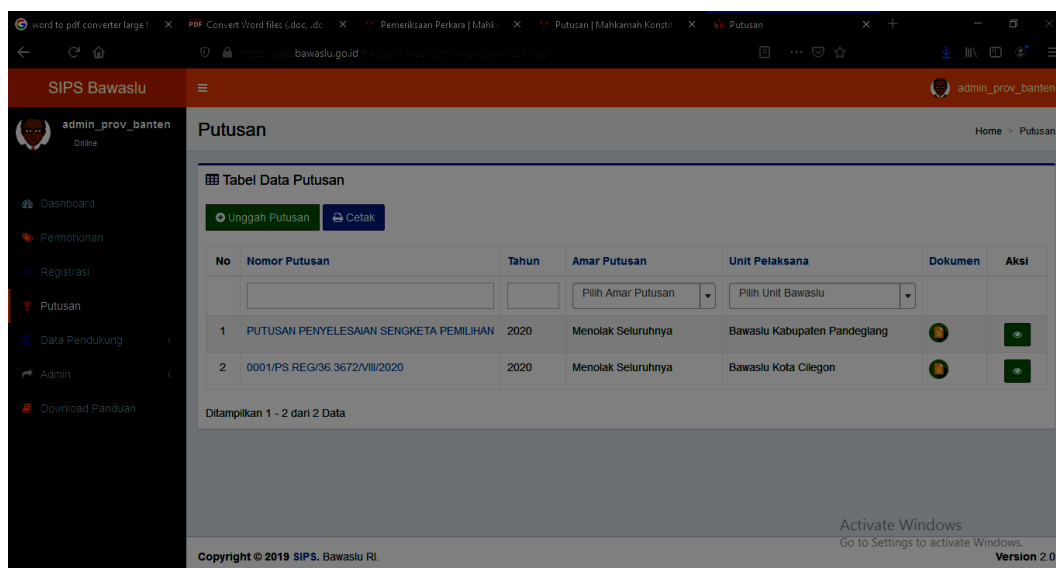 word to pdf converter large fi
PDF Convert Word files (.doc, .do
Pemeriksaan Perkara | Mahk
Putusan | Mahkamah Konstit
Putusan
bawaslu.go.id
SIPS Bawaslu
admin_prov_banten
admin_prov_banten
Online
Putusan
Home > Putusan
Tabel Data Putusan
Dashboard
Unggah Putusan
Cetak
Permohonan
No Nomor Putusan Tahun Amar Putusan Unit Pelaksana Dokumen Aksi
Registrasi
Pilih Amar Putusan Pilih Unit Bawaslu
Putusan
1 PUTUSAN PENYELESAIAN SENGKETA PEMILIHAN 2020 Menolak Seluruhnya Bawaslu Kabupaten Pandeglang
Data Pendukung
2 0001/PS.REG/36.3672/VIII/2020 2020 Menolak Seluruhnya Bawaslu Kota Cilegon
Admin
Download Panduan
Ditampilkan 1 - 2 dari 2 Data
Activate Windows
Go to Settings to activate Windows.
Copyright © 2019 SIPS. Bawaslu RI.
Version 2.0